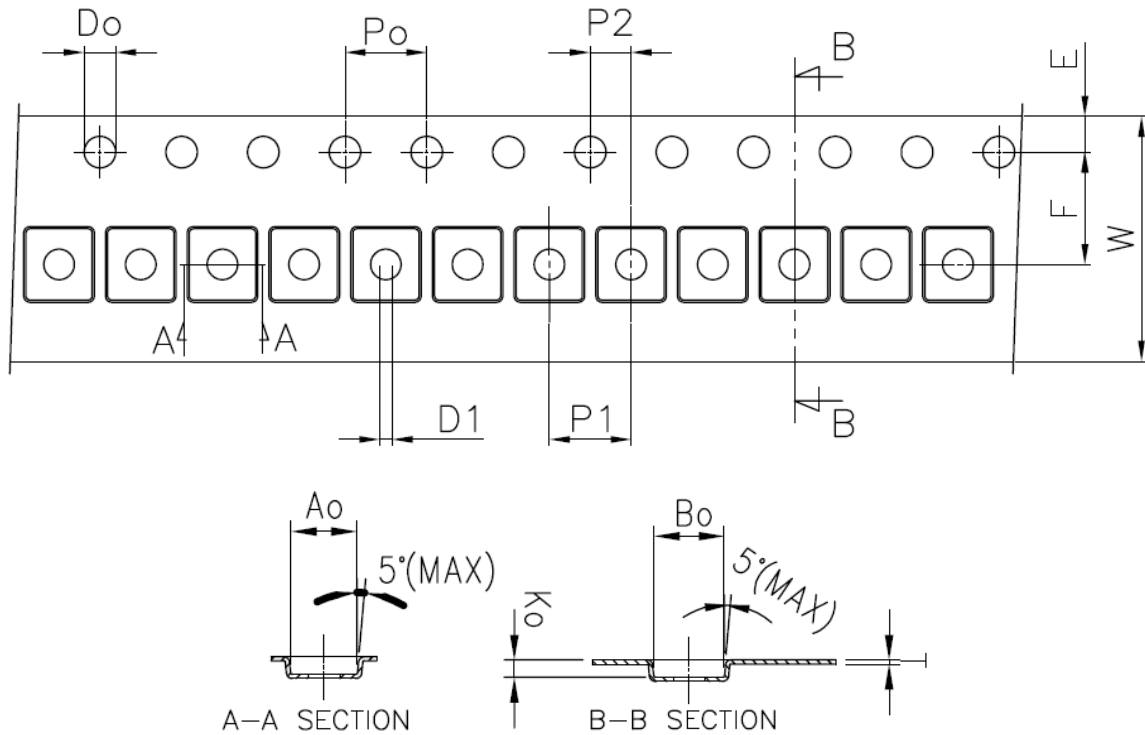 Do
Po
P2
B
E
F
W
A
A
D1
P1
B
Ao
5°(MAX)
Ko
Bo
5°(MAX)
T
A-A SECTION
B-B SECTION